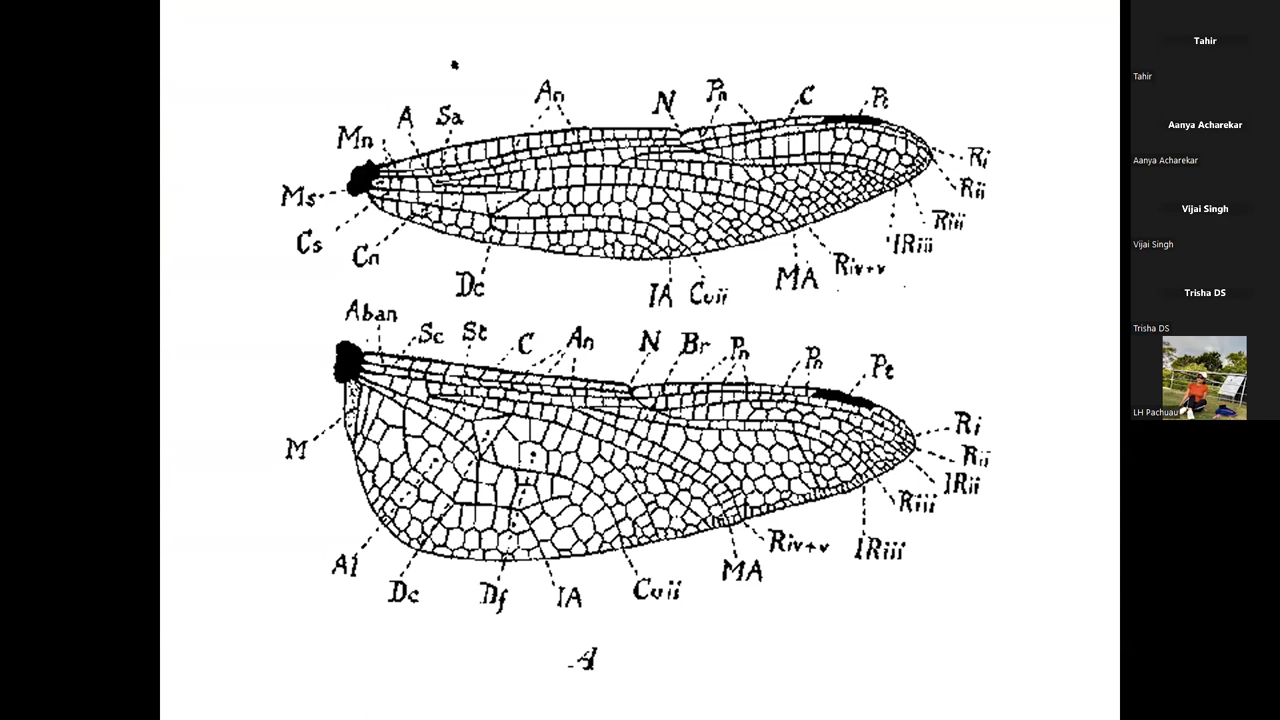 An
N
Pn
C
Pt
A
Sa
Mn
Ri
Ms
Rii
Riii
Cs
Cn
IRiii
Riv+v
Dc
MA
IA
Cuii
Aban
Sc
St
C
An
N
Br
Pn
Pn
Pt
Ri
M
Rii
IRii
Riii
Riv+v
IRiii
Al
MA
Dc
Df
IA
Cuii
A
Tahir
Tahir
Aanya Acharekar
Aanya Acharekar
Vijai Singh
Vijai Singh
Trisha DS
Trisha DS
LH Pachuau